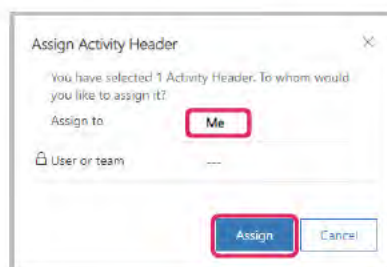 Assign Activity Header
You have selected 1 Activity Header. To whom would
you like to assign it?
Assign to Me
User or team ---
Assign Cancel